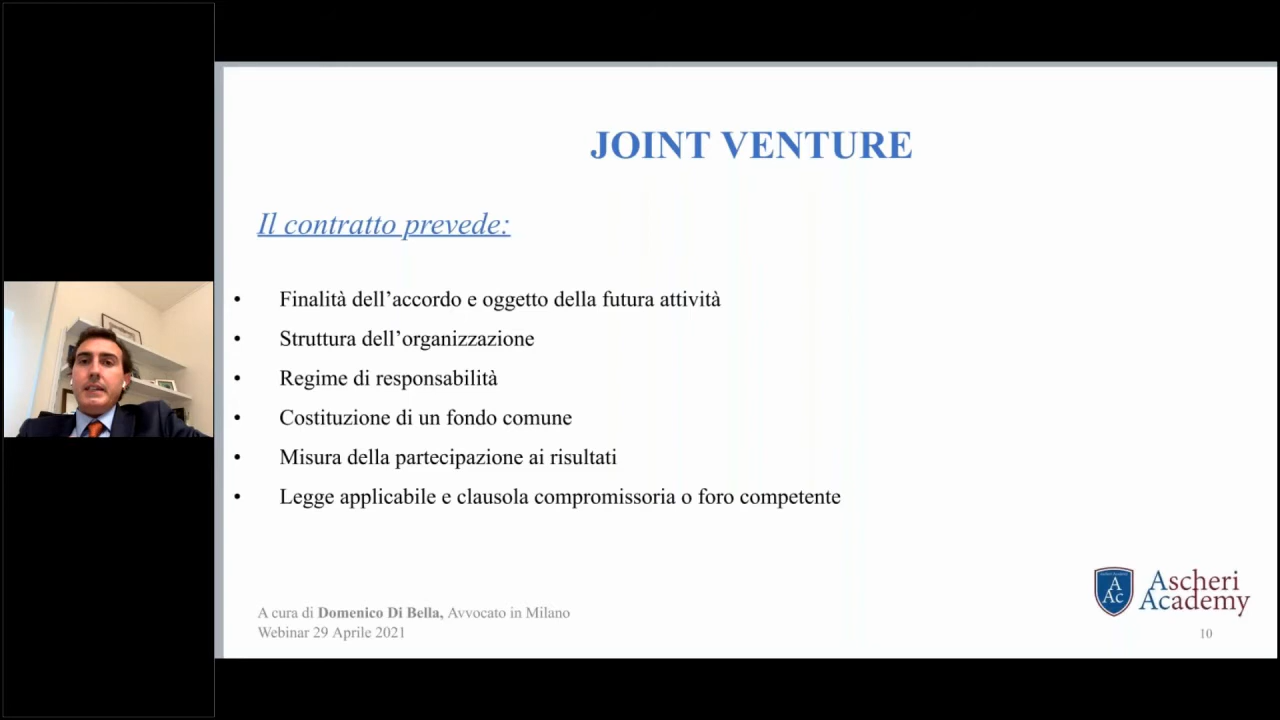 JOINT VENTURE
Il contratto prevede:
• Finalità dell’accordo e oggetto della futura attività
• Struttura dell’organizzazione
• Regime di responsabilità
• Costituzione di un fondo comune
• Misura della partecipazione ai risultati
• Legge applicabile e clausola compromissoria o foro competente
A cura di Domenico Di Bella, Avvocato in Milano
Webinar 29 Aprile 2021
A
Ac
Ascheri
Academy
10